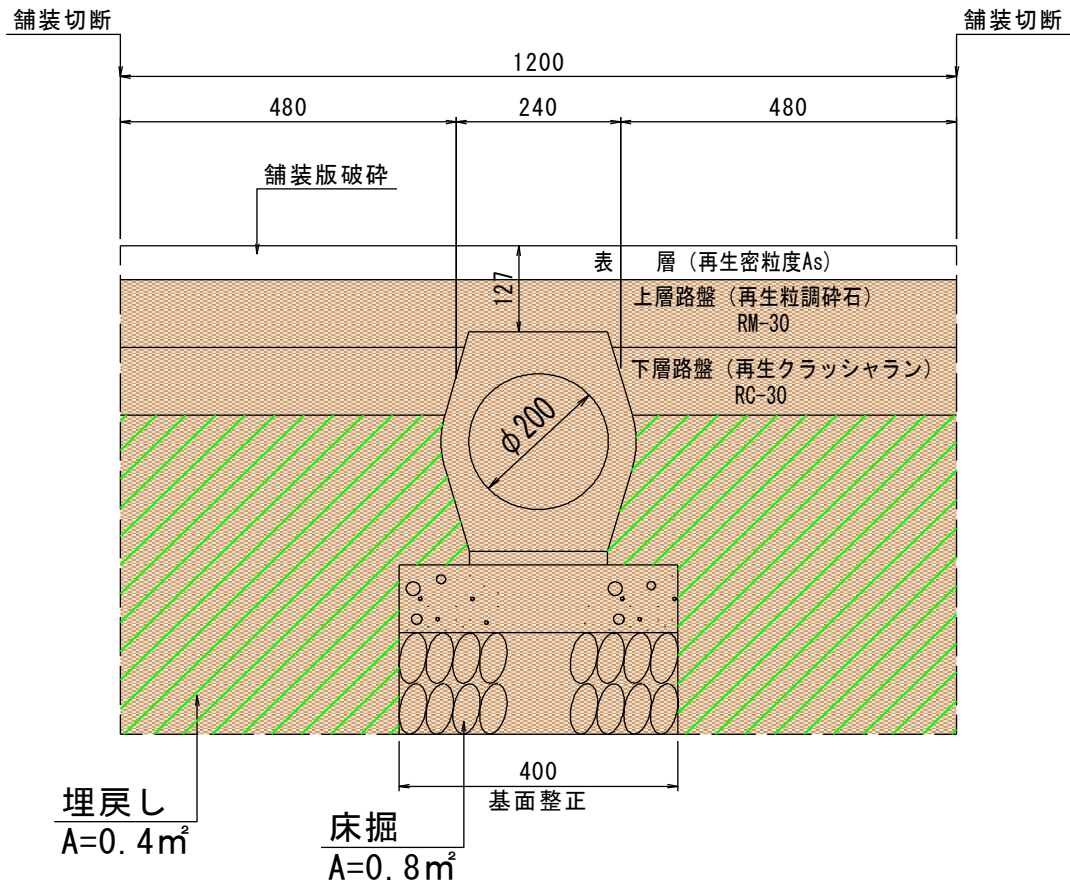 舗装切断
舗装切断
1200
480
240
480
舗装版破砕
127
表　層（再生密粒度As）
上層路盤（再生粒調砕石）
RM-30
下層路盤（再生クラッシャラン）
RC-30
φ200
400
基面整正
埋戻し
A=0.4㎡
床掘
A=0.8㎡